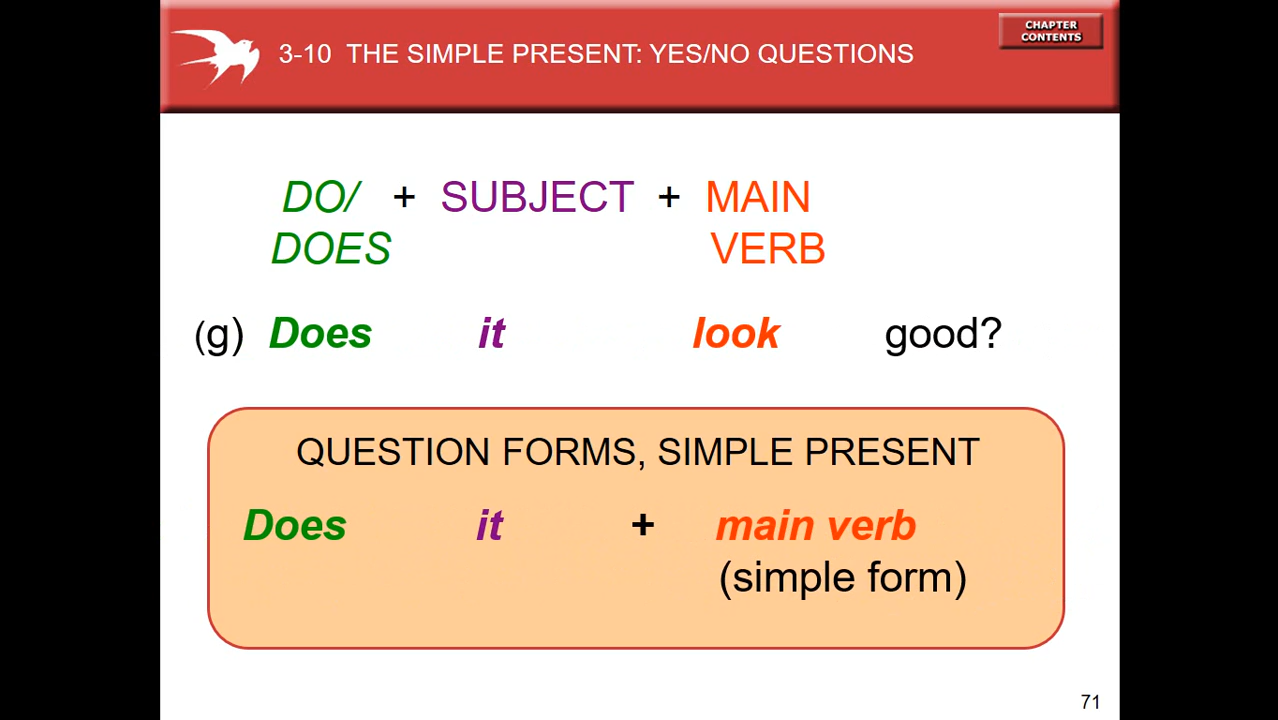 CHAPTER
CONTENTS
3-10 THE SIMPLE PRESENT: YES/NO QUESTIONS
DO/ + SUBJECT + MAIN
DOES VERB
(g) Does it look good?
QUESTION FORMS, SIMPLE PRESENT
Does it + main verb
(simple form)
71